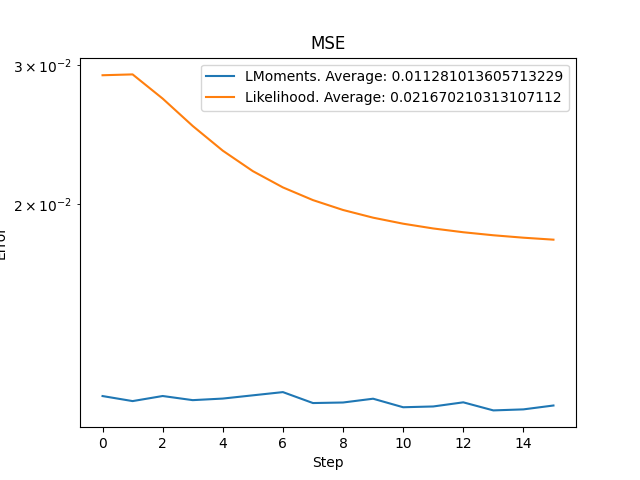 MSE
3 × 10⁻²
LMoments. Average: 0.011281013605713229
Likelihood. Average: 0.021670210313107112
2 × 10⁻²
Error
0 2 4 6 8 10 12 14
Step